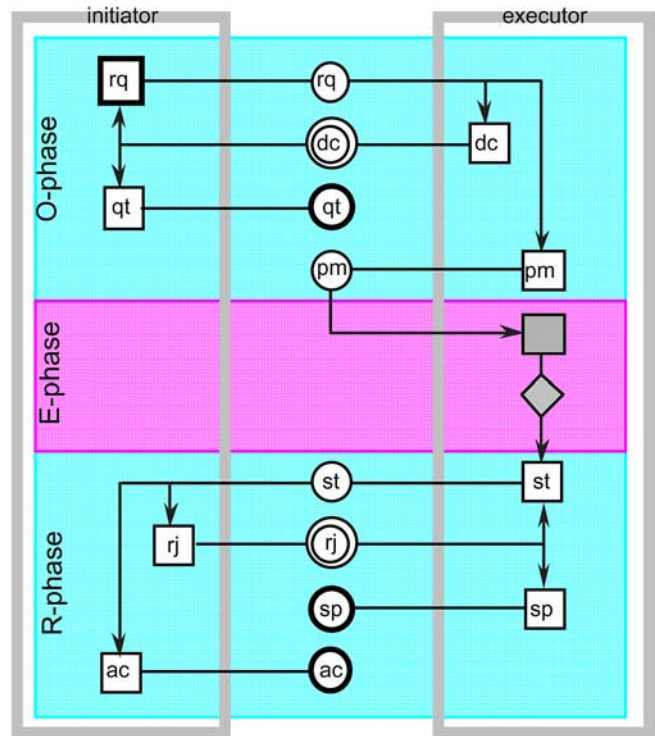 initiator executor
rq rq
dc dc
O-phase
qt qt
pm pm
E-phase
st st
rj rj
R-phase
sp sp
ac ac